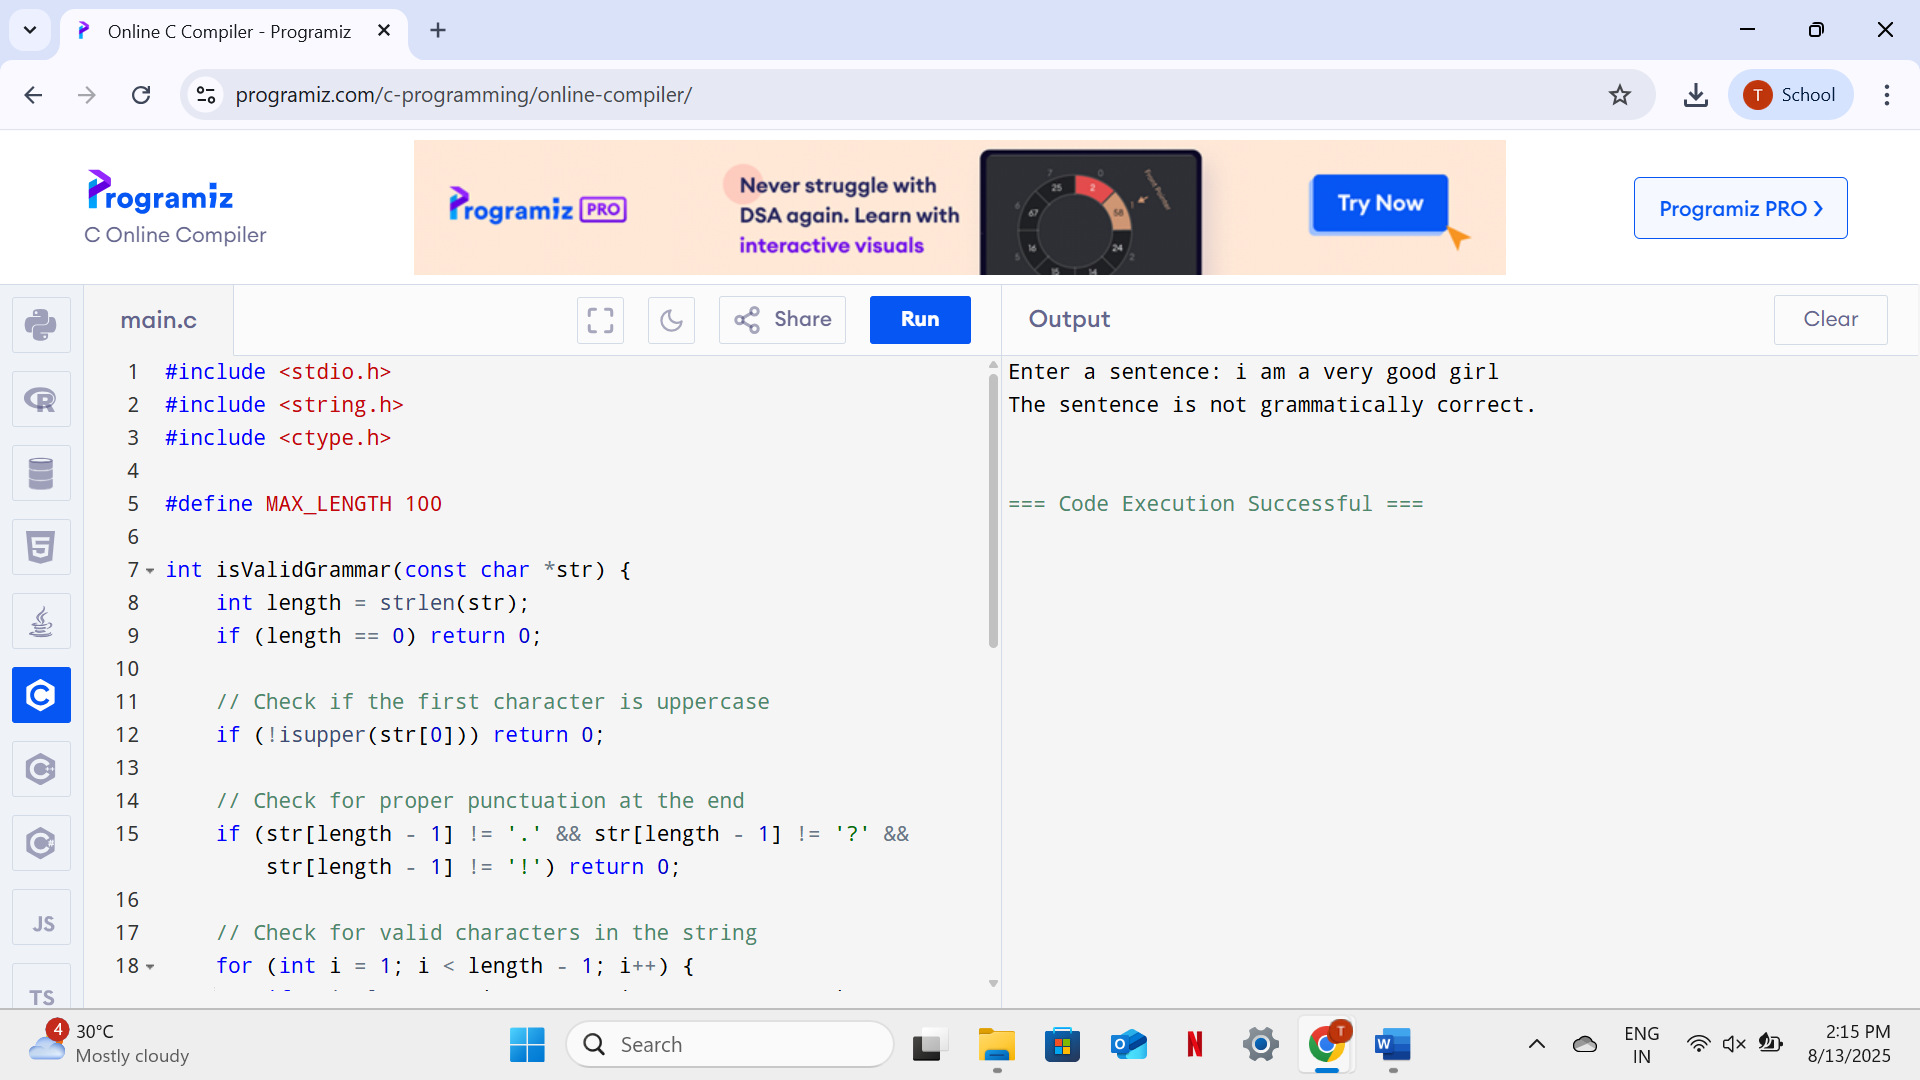 Online C Compiler - Programiz
programiz.com/c-programming/online-compiler/
T School
Programiz
C Online Compiler
Programiz PRO
Never struggle with
DSA again. Learn with
interactive visuals
Try Now
Programiz PRO
main.c
Share
Run
Output
Clear
1 #include <stdio.h>
2 #include <string.h>
3 #include <ctype.h>
4
5 #define MAX_LENGTH 100
6
7 int isValidGrammar(const char *str) {
8 int length = strlen(str);
9 if (length == 0) return 0;
10
11 // Check if the first character is uppercase
12 if (!isupper(str[0])) return 0;
13
14 // Check for proper punctuation at the end
15 if (str[length - 1] != '.' && str[length - 1] != '?' &&
str[length - 1] != '!') return 0;
16
17 // Check for valid characters in the string
18 for (int i = 1; i < length - 1; i++) {
Enter a sentence: i am a very good girl
The sentence is not grammatically correct.
=== Code Execution Successful ===
JS
TS
4
30°C
Mostly cloudy
Search
ENG
IN
2:15 PM
8/13/2025